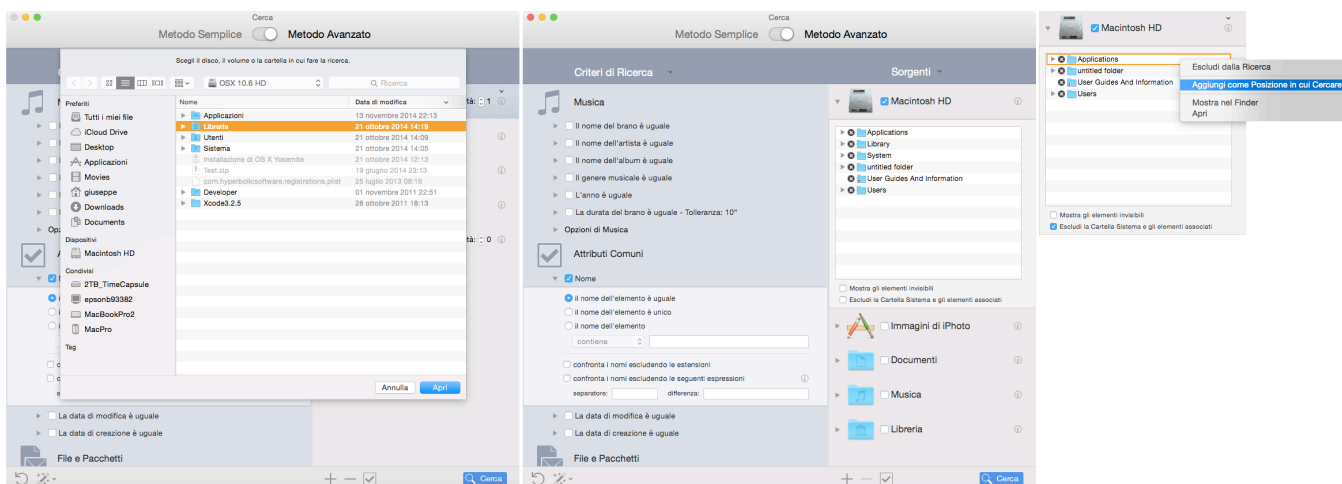 Cerca
Metodo Semplice Metodo Avanzato
Scegli il disco, il volume o la cartella in cui fare la ricerca.
OSX 10.6 HD
Ricerca
Preferiti
Tutti i miei file
iCloud Drive
Desktop
Applicazioni
Movies
giuseppe
Downloads
Documents
Dispositivi
Macintosh HD
Condivisi
2TB_TimeCapsule
epsonb93382
MacBookPro2
MacPro
Tag
Nome Data di modifica
Applicazioni 13 novembre 2014 22:13
Libreria 21 ottobre 2014 14:19
Utenti 21 ottobre 2014 14:09
Sistema 21 ottobre 2014 14:05
Installazione di OS X Yosemite 21 ottobre 2014 12:13
Test.zip 19 giugno 2014 23:13
com.hyperbolicsoftware.registrations.plist 25 luglio 2013 08:16
Developer 01 novembre 2011 22:51
Xcode3.2.5 28 ottobre 2011 18:13
tà: 1
tà: 0
Annulla Apri
La data di modifica è uguale
La data di creazione è uguale
File e Pacchetti
Cerca
Cerca
Metodo Semplice Metodo Avanzato
Criteri di Ricerca
Musica
Il nome del brano è uguale
Il nome dell'artista è uguale
Il nome dell'album è uguale
Il genere musicale è uguale
L'anno è uguale
La durata del brano è uguale - Tolleranza: 10"
Opzioni di Musica
Attributi Comuni
Nome
il nome dell'elemento è uguale
il nome dell'elemento è unico
il nome dell'elemento
contiene
confronta i nomi escludendo le estensioni
confronta i nomi escludendo le seguenti espressioni
separatore: differenza:
La data di modifica è uguale
La data di creazione è uguale
File e Pacchetti
Sorgenti
Macintosh HD
Applications
Library
System
untitled folder
User Guides And Information
Users
Mostra gli elementi invisibili
Escludi la Cartella Sistema e gli elementi associati
Immagini di iPhoto
Documenti
Musica
Libreria
Cerca
Macintosh HD
Applications
untitled folder
User Guides And Information
Users
Escludi dalla Ricerca
Aggiungi come Posizione in cui Cercare
Mostra nel Finder
Apri
Mostra gli elementi invisibili
Escludi la Cartella Sistema e gli elementi associati